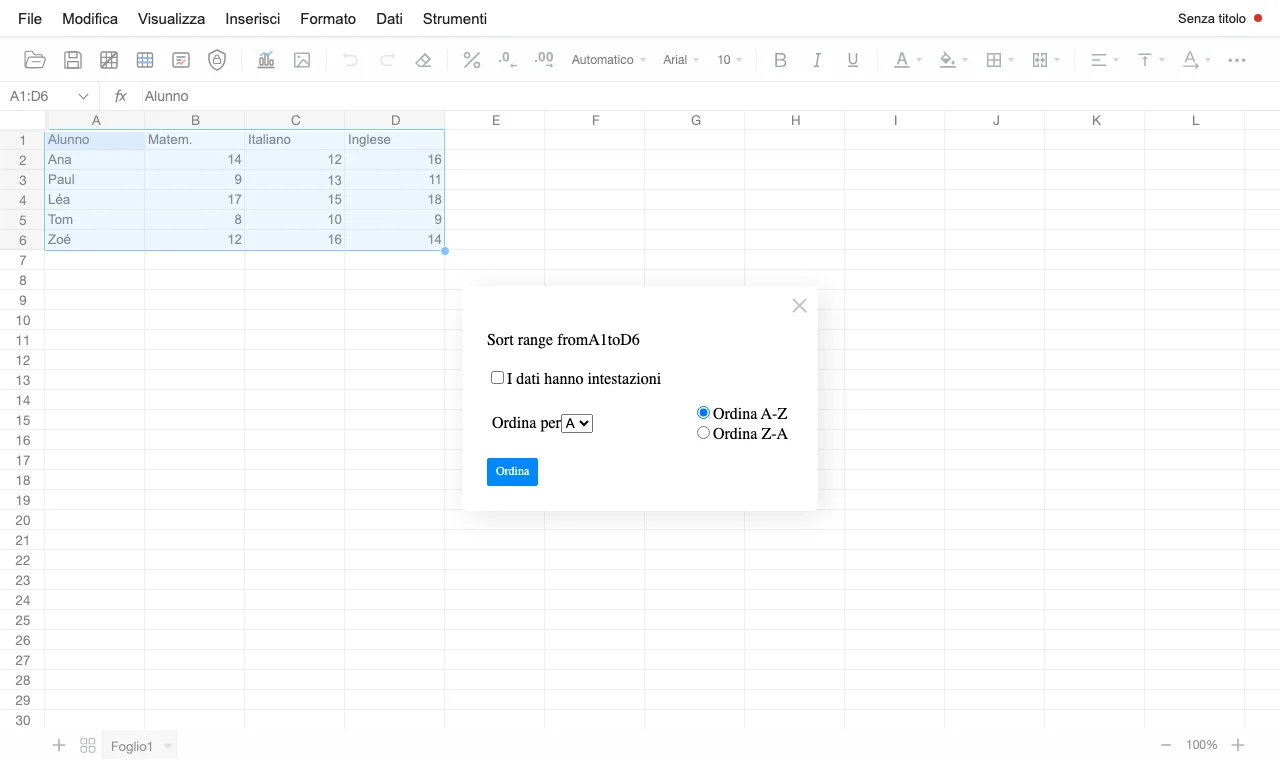 File Modifica Visualizza Inserisci Formato Dati Strumenti Senza titolo
Automatico Arial 10 B I U A A
A1:D6 fx Alunno
A B C D E F G H I J K L
1 Alunno Matem. Italiano Inglese
2 Ana 14 12 16
3 Paul 9 13 11
4 Léa 17 15 18
5 Tom 8 10 9
6 Zoé 12 16 14
7
8
9
10
11
12
13
14
15
16
17
18
19
20
21
22
23
24
25
26
27
28
29
30
Sort range fromA1toD6
I dati hanno intestazioni
Ordina per A
Ordina A-Z
Ordina Z-A
Ordina
Foglio1 100%